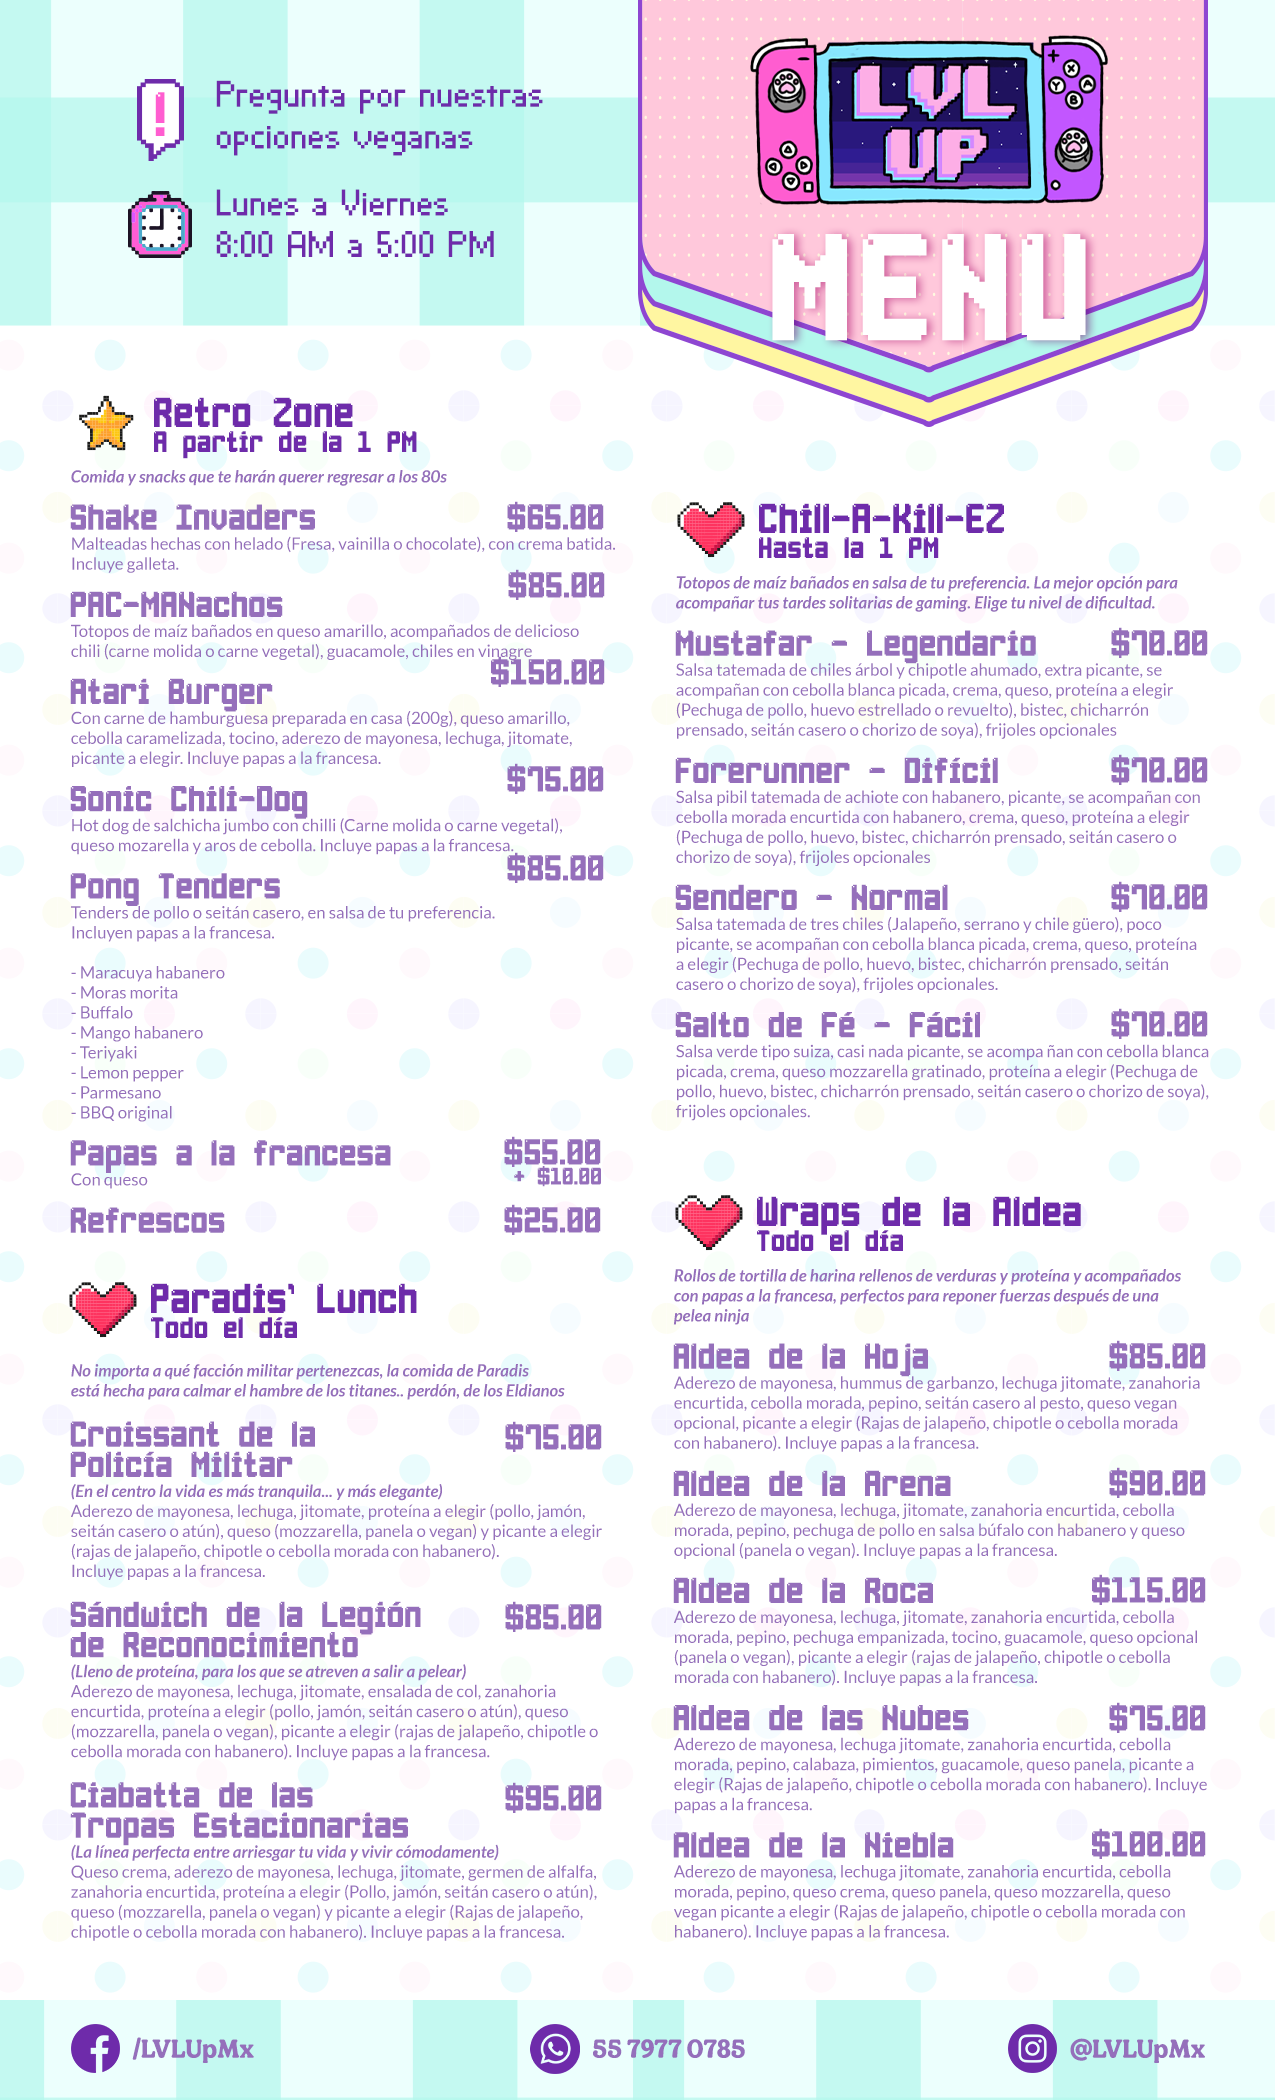 Pregunta por nuestras
opciones veganas
Lunes a Viernes
8:00 AM a 5:00 PM
X
Y
A
B
LVL
UP
MENU
Retro Zone
A partir de la 1 PM
Comida y snacks que te harán querer regresar a los 80s
Shake Invaders $65.00
Malteadas hechas con helado (Fresa, vainilla o chocolate), con crema batida.
Incluye galleta.
PAC-MANachos $85.00
Totopos de maíz bañados en queso amarillo, acompañados de delicioso
chili (carne molida o carne vegetal), guacamole, chiles en vinagre
Atari Burger $150.00
Con carne de hamburguesa preparada en casa (200g), queso amarillo,
cebolla caramelizada, tocino, aderezo de mayonesa, lechuga, jitomate,
picante a elegir. Incluye papas a la francesa.
Sonic Chili-Dog $75.00
Hot dog de salchicha jumbo con chilli (Carne molida o carne vegetal),
queso mozarella y aros de cebolla. Incluye papas a la francesa.
Pong Tenders $85.00
Tenders de pollo o seitán casero, en salsa de tu preferencia.
Incluyen papas a la francesa.
- Maracuya habanero
- Moras morita
- Buffalo
- Mango habanero
- Teriyaki
- Lemon pepper
- Parmesano
- BBQ original
Papas a la francesa $55.00
Con queso + $10.00
Refrescos $25.00
Paradis' Lunch
Todo el día
No importa a qué facción militar pertenezcas, la comida de Paradis
está hecha para calmar el hambre de los titanes.. perdón, de los Eldianos
Croissant de la $75.00
Policía Militar
(En el centro la vida es más tranquila... y más elegante)
Aderezo de mayonesa, lechuga, jitomate, proteína a elegir (pollo, jamón,
seitán casero o atún), queso (mozzarella, panela o vegan) y picante a elegir
(rajas de jalapeño, chipotle o cebolla morada con habanero).
Incluye papas a la francesa.
Sándwich de la Legión $85.00
de Reconocimiento
(Lleno de proteína, para los que se atreven a salir a pelear)
Aderezo de mayonesa, lechuga, jitomate, ensalada de col, zanahoria
encurtida, proteína a elegir (pollo, jamón, seitán casero o atún), queso
(mozzarella, panela o vegan), picante a elegir (rajas de jalapeño, chipotle o
cebolla morada con habanero). Incluye papas a la francesa.
Ciabatta de las $95.00
Tropas Estacionarias
(La línea perfecta entre arriesgar tu vida y vivir cómodamente)
Queso crema, aderezo de mayonesa, lechuga, jitomate, germen de alfalfa,
zanahoria encurtida, proteína a elegir (Pollo, jamón, seitán casero o atún),
queso (mozzarella, panela o vegan) y picante a elegir (Rajas de jalapeño,
chipotle o cebolla morada con habanero). Incluye papas a la francesa.
Chill-A-Kill-EZ
Hasta la 1 PM
Totopos de maíz bañados en salsa de tu preferencia. La mejor opción para
acompañar tus tardes solitarias de gaming. Elige tu nivel de dificultad.
Mustafar - Legendario $70.00
Salsa tatemada de chiles árbol y chipotle ahumado, extra picante, se
acompañan con cebolla blanca picada, crema, queso, proteína a elegir
(Pechuga de pollo, huevo estrellado o revuelto), bistec, chicharrón
prensado, seitán casero o chorizo de soya), frijoles opcionales
Forerunner - Difícil $70.00
Salsa pibil tatemada de achiote con habanero, picante, se acompañan con
cebolla morada encurtida con habanero, crema, queso, proteína a elegir
(Pechuga de pollo, huevo, bistec, chicharrón prensado, seitán casero o
chorizo de soya), frijoles opcionales
Sendero - Normal $70.00
Salsa tatemada de tres chiles (Jalapeño, serrano y chile güero), poco
picante, se acompañan con cebolla blanca picada, crema, queso, proteína
a elegir (Pechuga de pollo, huevo, bistec, chicharrón prensado, seitán
casero o chorizo de soya), frijoles opcionales.
Salto de Fé - Fácil $70.00
Salsa verde tipo suiza, casi nada picante, se acompa ñan con cebolla blanca
picada, crema, queso mozzarella gratinado, proteína a elegir (Pechuga de
pollo, huevo, bistec, chicharrón prensado, seitán casero o chorizo de soya),
frijoles opcionales.
Wraps de la Aldea
Todo el día
Rollos de tortilla de harina rellenos de verduras y proteína y acompañados
con papas a la francesa, perfectos para reponer fuerzas después de una
pelea ninja
Aldea de la Hoja $85.00
Aderezo de mayonesa, hummus de garbanzo, lechuga jitomate, zanahoria
encurtida, cebolla morada, pepino, seitán casero al pesto, queso vegan
opcional, picante a elegir (Rajas de jalapeño, chipotle o cebolla morada
con habanero). Incluye papas a la francesa.
Aldea de la Arena $90.00
Aderezo de mayonesa, lechuga, jitomate, zanahoria encurtida, cebolla
morada, pepino, pechuga de pollo en salsa búfalo con habanero y queso
opcional (panela o vegan). Incluye papas a la francesa.
Aldea de la Roca $115.00
Aderezo de mayonesa, lechuga, jitomate, zanahoria encurtida, cebolla
morada, pepino, pechuga empanizada, tocino, guacamole, queso opcional
(panela o vegan), picante a elegir (rajas de jalapeño, chipotle o cebolla
morada con habanero). Incluye papas a la francesa.
Aldea de las Nubes $75.00
Aderezo de mayonesa, lechuga jitomate, zanahoria encurtida, cebolla
morada, pepino, calabaza, pimientos, guacamole, queso panela, picante a
elegir (Rajas de jalapeño, chipotle o cebolla morada con habanero). Incluye
papas a la francesa.
Aldea de la Niebla $100.00
Aderezo de mayonesa, lechuga jitomate, zanahoria encurtida, cebolla
morada, pepino, queso crema, queso panela, queso mozzarella, queso
vegan picante a elegir (Rajas de jalapeño, chipotle o cebolla morada con
habanero). Incluye papas a la francesa.
/LVLUpMx
55 7977 0785
@LVLUpMx